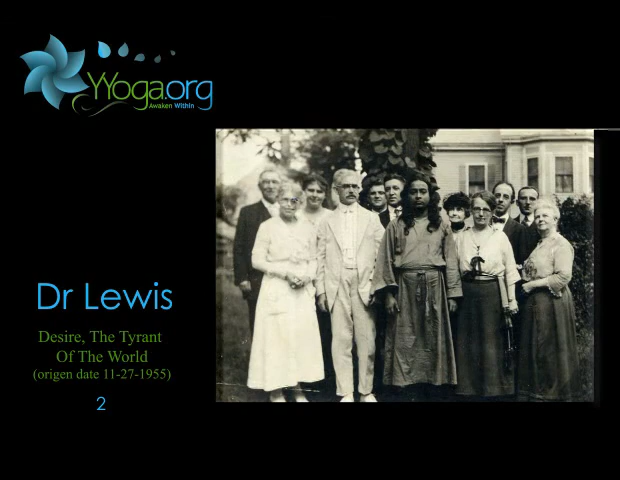 YYoga.org
Awaken Within
Dr Lewis
Desire, The Tyrant
Of The World
(origen date 11-27-1955)
2